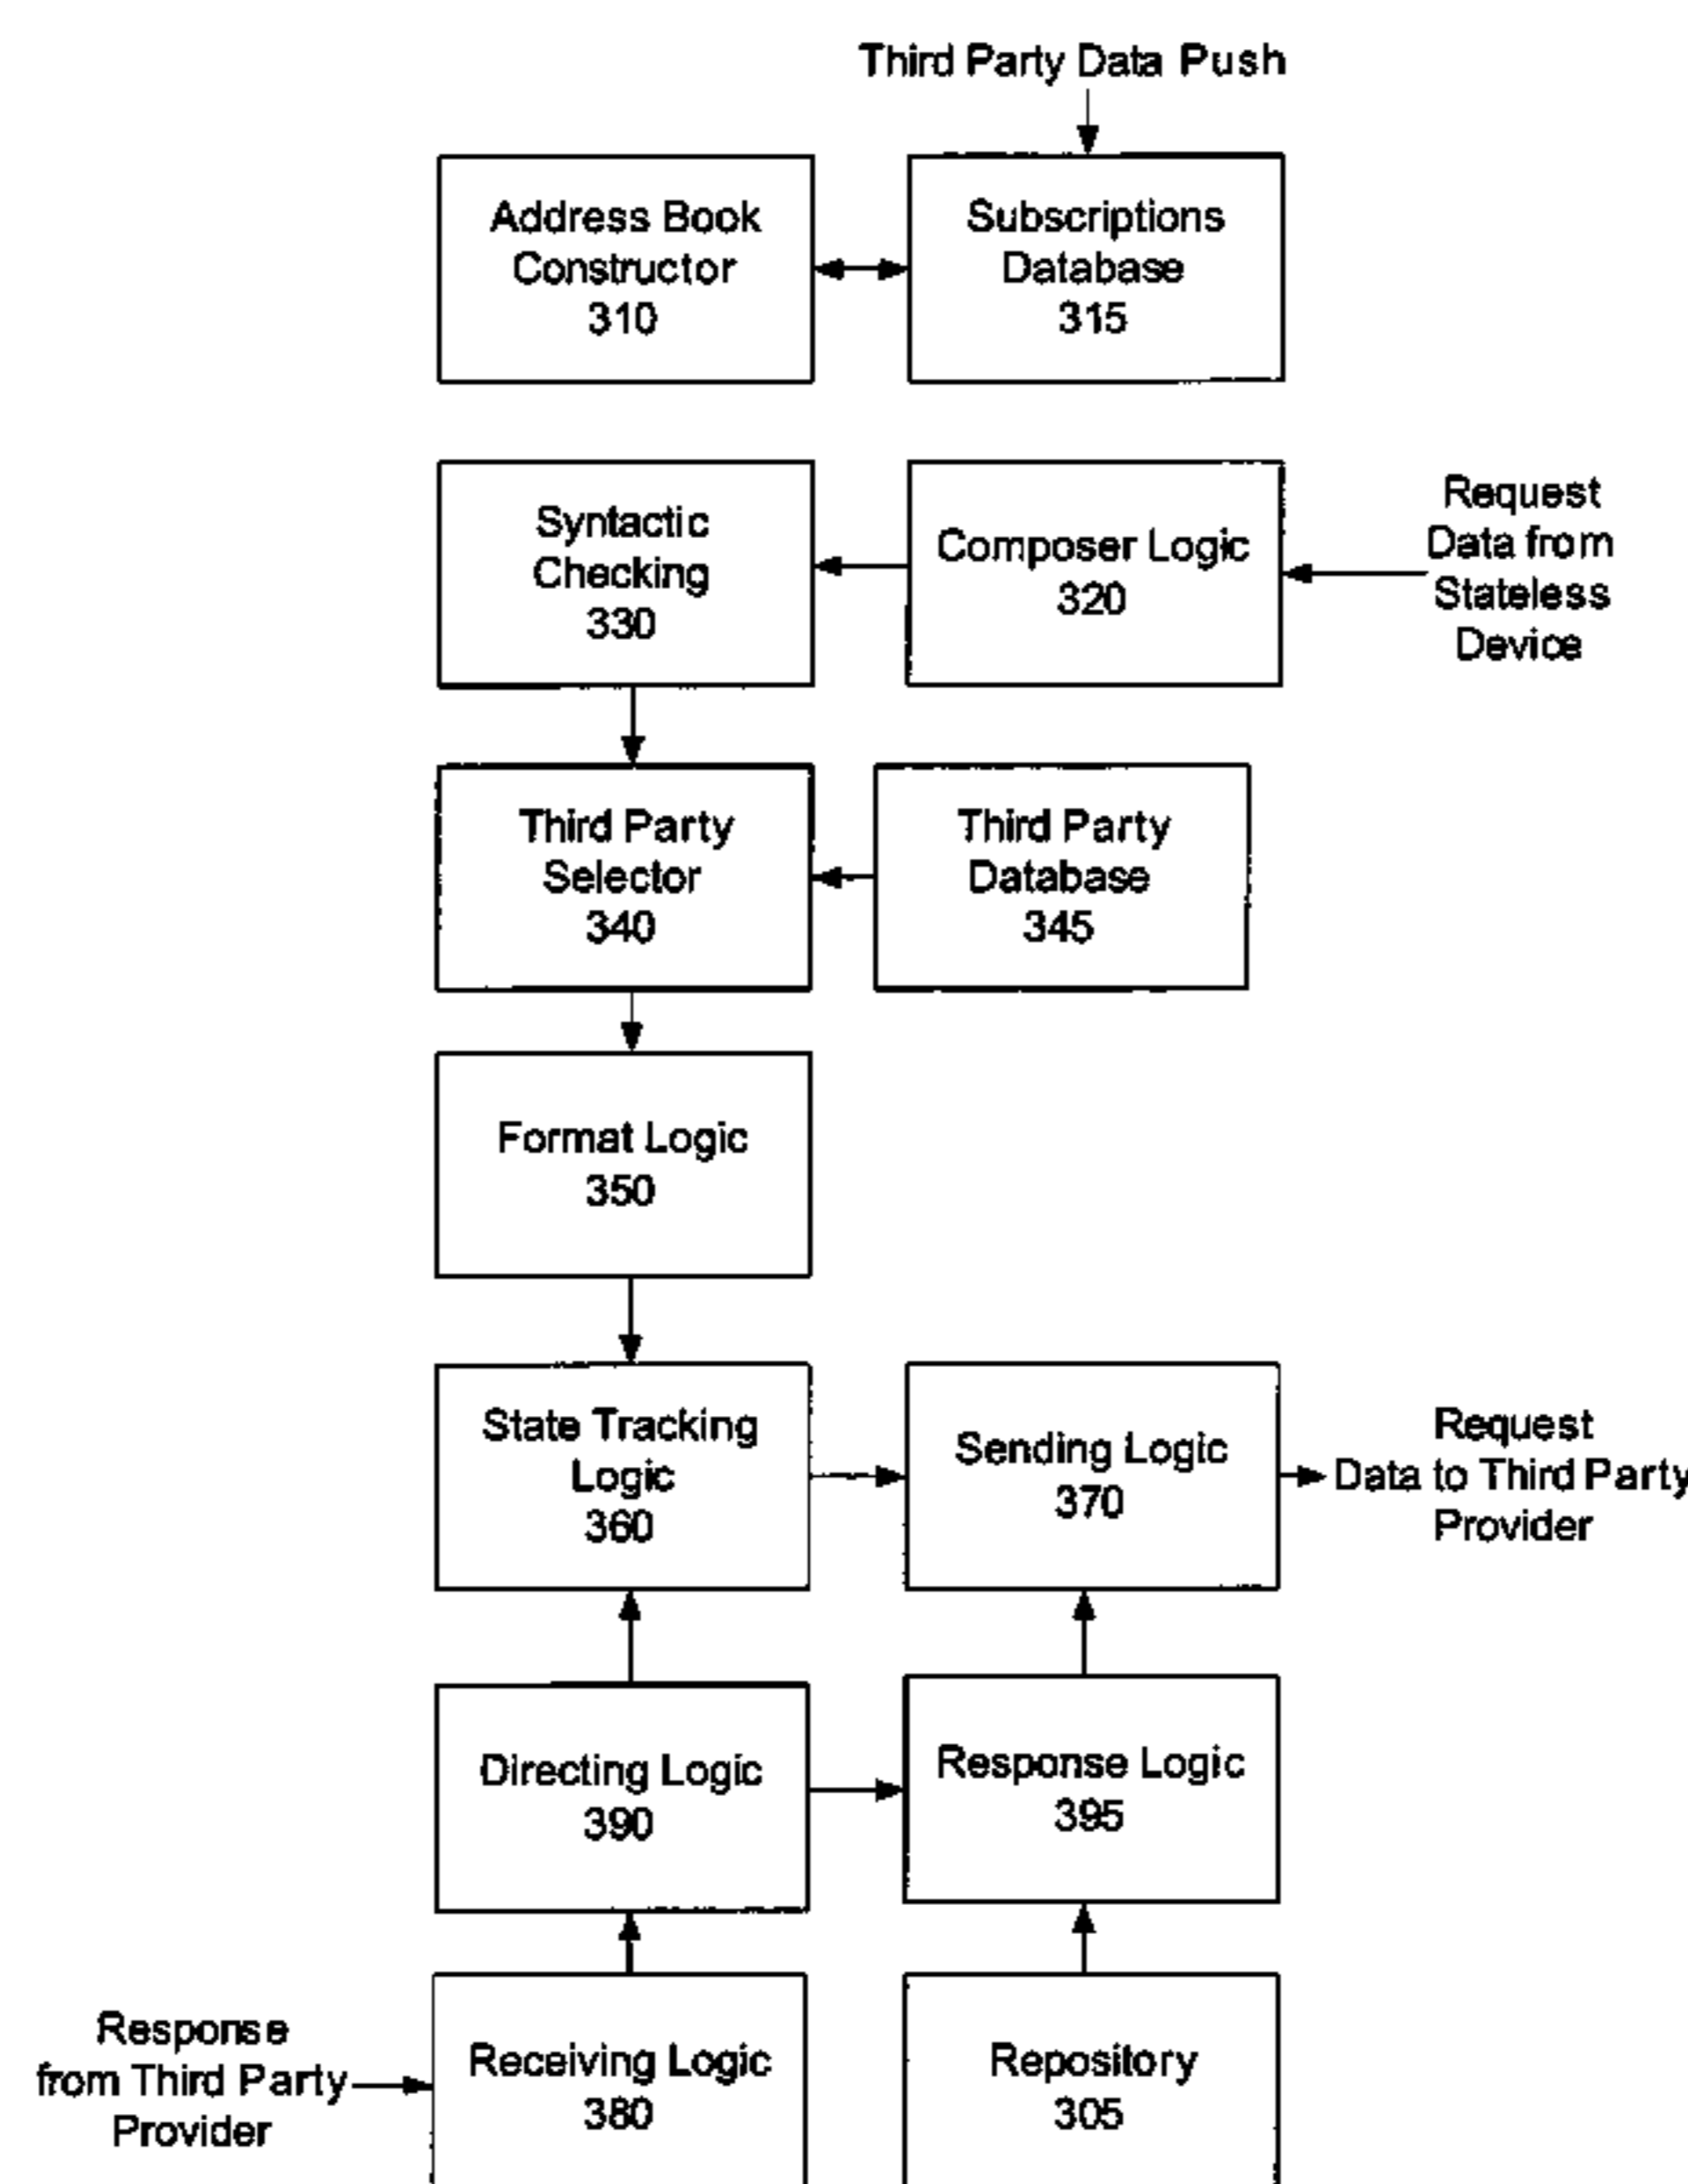 Third Party Data Push
Address Book
Constructor
310
Subscriptions
Database
315
Syntactic
Checking
330
Composer Logic
320
Request
Data from
Stateless
Device
Third Party
Selector
340
Third Party
Database
345
Format Logic
350
State Tracking
Logic
360
Sending Logic
370
Request
Data to Third Party
Provider
Directing Logic
390
Response Logic
395
Response
from Third Party
Provider
Receiving Logic
380
Repository
305